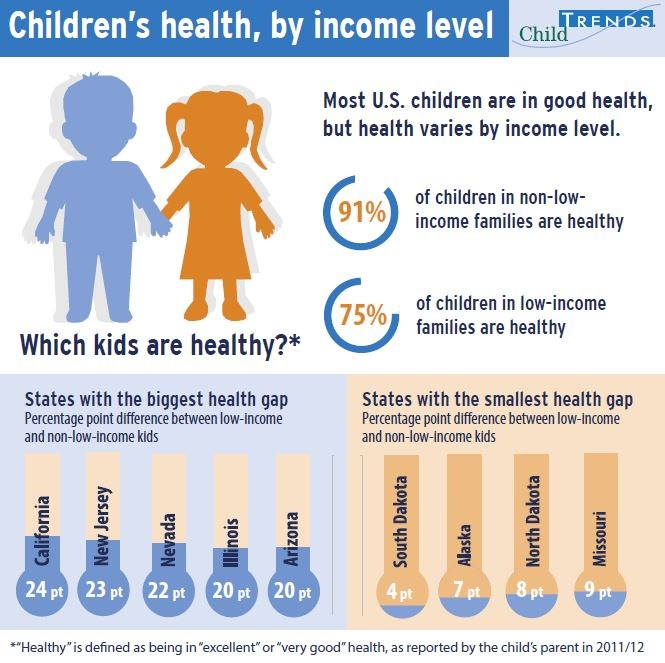 Children's health, by income level
Child TRENDS.
Most U.S. children are in good health,
but health varies by income level.
91%
of children in non-low-
income families are healthy
75%
of children in low-income
families are healthy
Which kids are healthy?*
States with the biggest health gap
Percentage point difference between low-income
and non-low-income kids
California
New Jersey
Nevada
Illinois
Arizona
24 pt
23 pt
22 pt
20 pt
20 pt
States with the smallest health gap
Percentage point difference between low-income
and non-low-income kids
South Dakota
Alaska
North Dakota
Missouri
4 pt
7 pt
8 pt
9 pt
*"Healthy" is defined as being in "excellent" or "very good" health, as reported by the child's parent in 2011/12